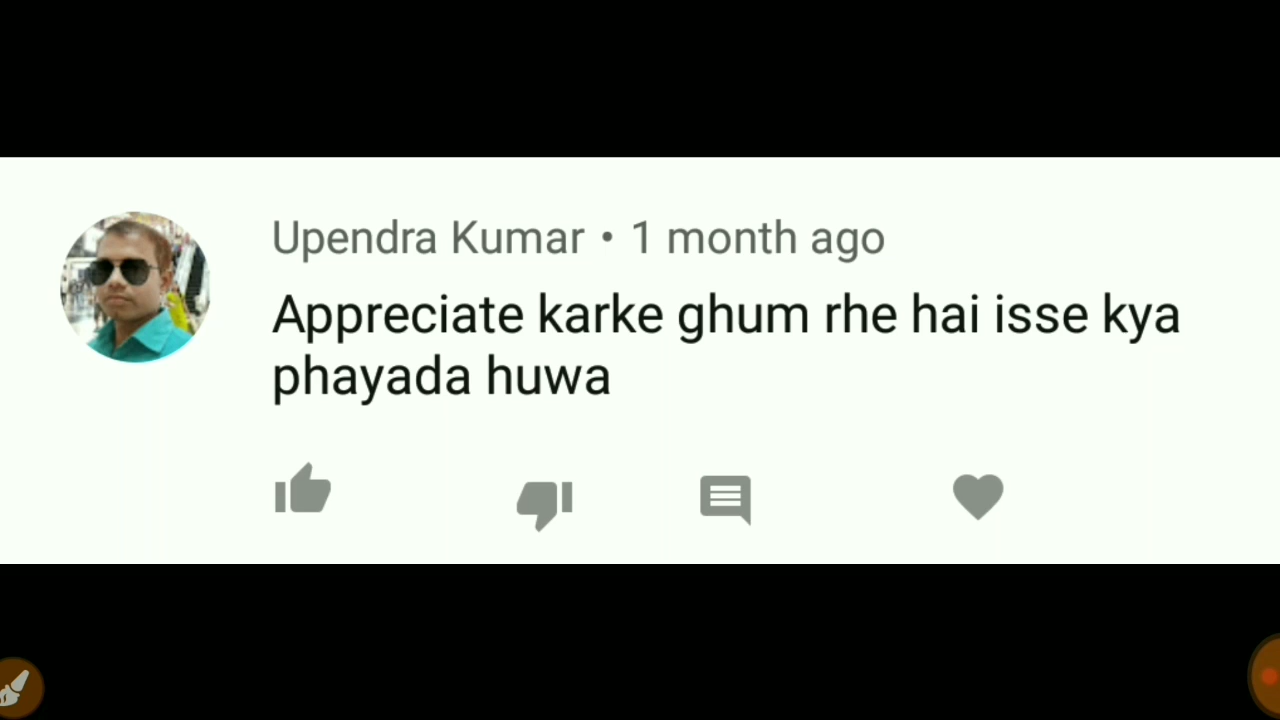 Upendra Kumar • 1 month ago
Appreciate karke ghum rhe hai isse kya
phayada huwa